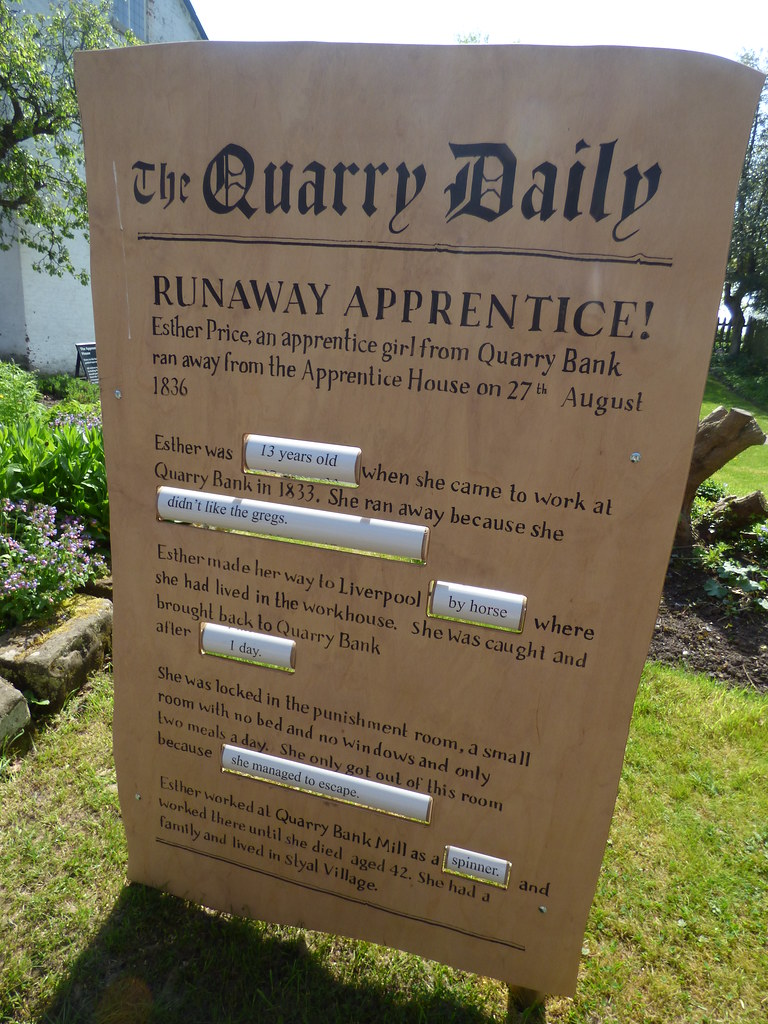 The Quarry Daily
RUNAWAY APPRENTICE!
Esther Price, an apprentice girl from Quarry Bank
ran away from the Apprentice House on 27th August
1836
Esther was 13 years old when she came to work at
Quarry Bank in 1833. She ran away because she
didn't like the gregs.
Esther made her way to Liverpool by horse where
she had lived in the workhouse. She was caught and
brought back to Quarry Bank
after 1 day.
She was locked in the punishment room, a small
room with no bed and no windows and only
two meals a day. She only got out of this room
because she managed to escape.
Esther worked at Quarry Bank Mill as a spinner. and
worked there until she died aged 42. She had a
family and lived in Styal Village.